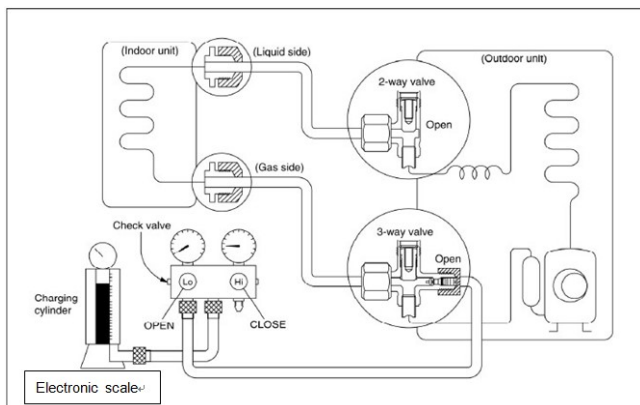 (Indoor unit)
(Liquid side)
2-way valve
(Outdoor unit)
Open
(Gas side)
3-way valve
Check valve
Open
Lo
Hi
Charging
cylinder
OPEN
CLOSE
Electronic scale